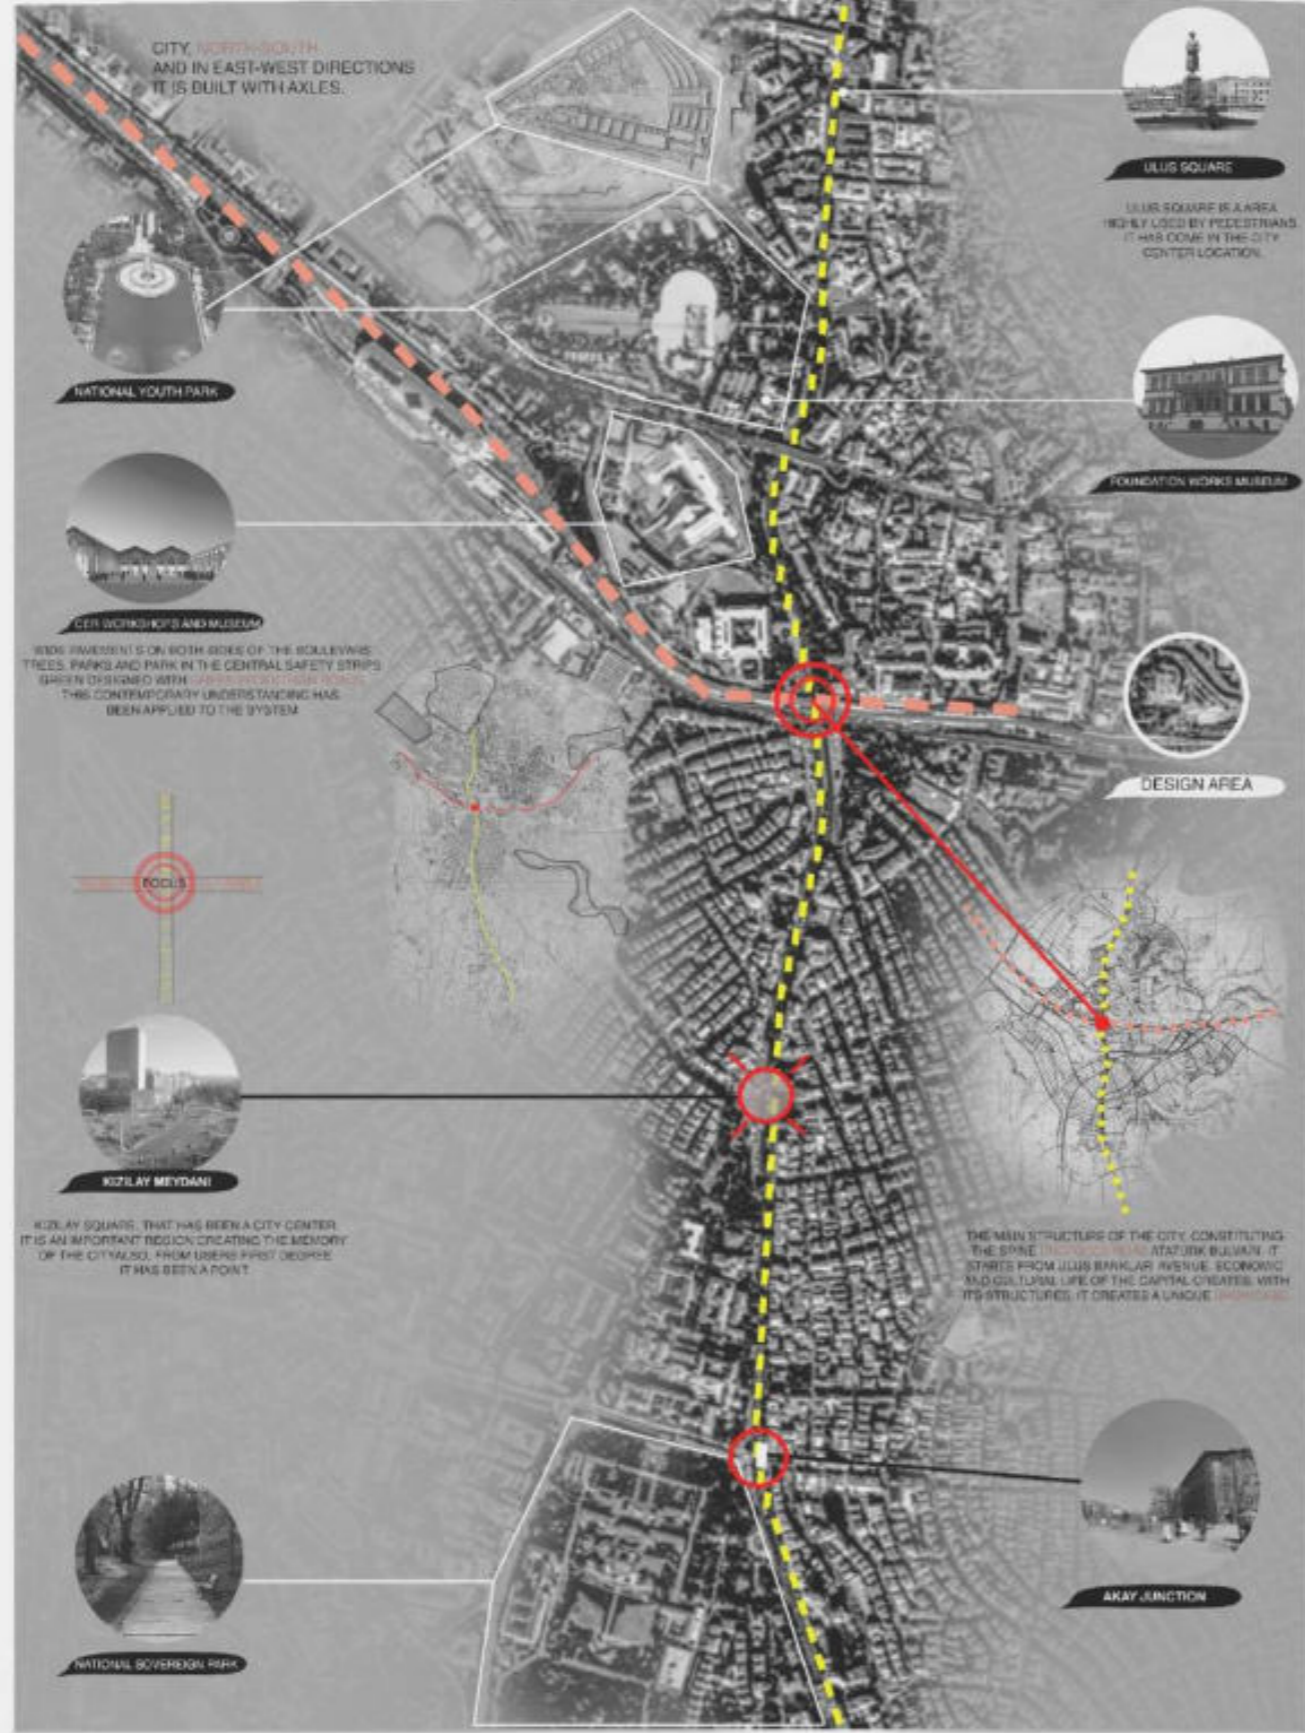 CITY, NORTH-SOUTH
AND IN EAST-WEST DIRECTIONS
IT IS BUILT WITH AXLES.
ULUS SQUARE
ULUS SQUARE IS A AREA
HIGHLY USED BY PEDESTRIANS.
IT HAS COME IN THE CITY
CENTER LOCATION.
NATIONAL YOUTH PARK
FOUNDATION WORKS MUSEUM
CER WORKSHOPS AND MUSEUM
WIDE PAVEMENTS ON BOTH SIDES OF THE BOULEVARD
TREES, PARKS AND PARK IN THE CENTRAL SAFETY STRIPS
GREEN DESIGNED WITH
THIS CONTEMPORARY UNDERSTANDING HAS
BEEN APPLIED TO THE SYSTEM
DESIGN AREA
FOCUS
KIZILAY MEYDANI
KIZILAY SQUARE, THAT HAS BEEN A CITY CENTER,
IT IS AN IMPORTANT REGION CREATING THE MEMORY
OF THE CITY.ALSO, FROM USERS FIRST DEGREE
IT HAS BEEN A POINT.
THE MAIN STRUCTURE OF THE CITY, CONSTITUTING
THE SPINE ATATÜRK BULVARI. IT
STARTS FROM ULUS BANKLAR AVENUE. ECONOMIC
AND CULTURAL LIFE OF THE CAPITAL CREATES. WITH
ITS STRUCTURES, IT CREATES A UNIQUE
AKAY JUNCTION
NATIONAL SOVEREIGN PARK